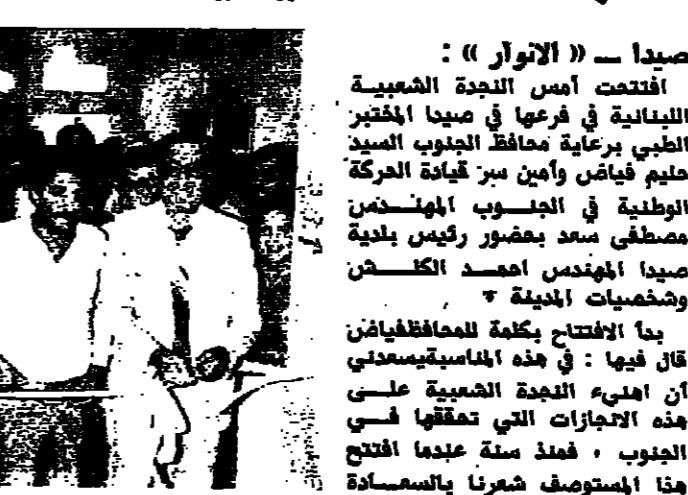 صيدا — « الانوار » :
افتتحت أمس النجدة الشعبية
اللبنانية في فرعها في صيدا المختبر
الطبي برعاية محافظ الجنوب السيد
حليم فياض وأمين سر قيادة الحركة
الوطنية في الجنوب المهندس
مصطفى سعد بحضور رئيس بلدية
صيدا المهندس احمد الكلش
وشخصيات المدينة .
بدأ الافتتاح بكلمة للمحافظفياض
قال فيها : في هذه المناسبةيسعدني
أن اهنيء النجدة الشعبية على
هذه الانجازات التي تحققها في
الجنوب ، فمنذ سنة عندما افتتح
هذا المستوصف شعرنا بالسعادة